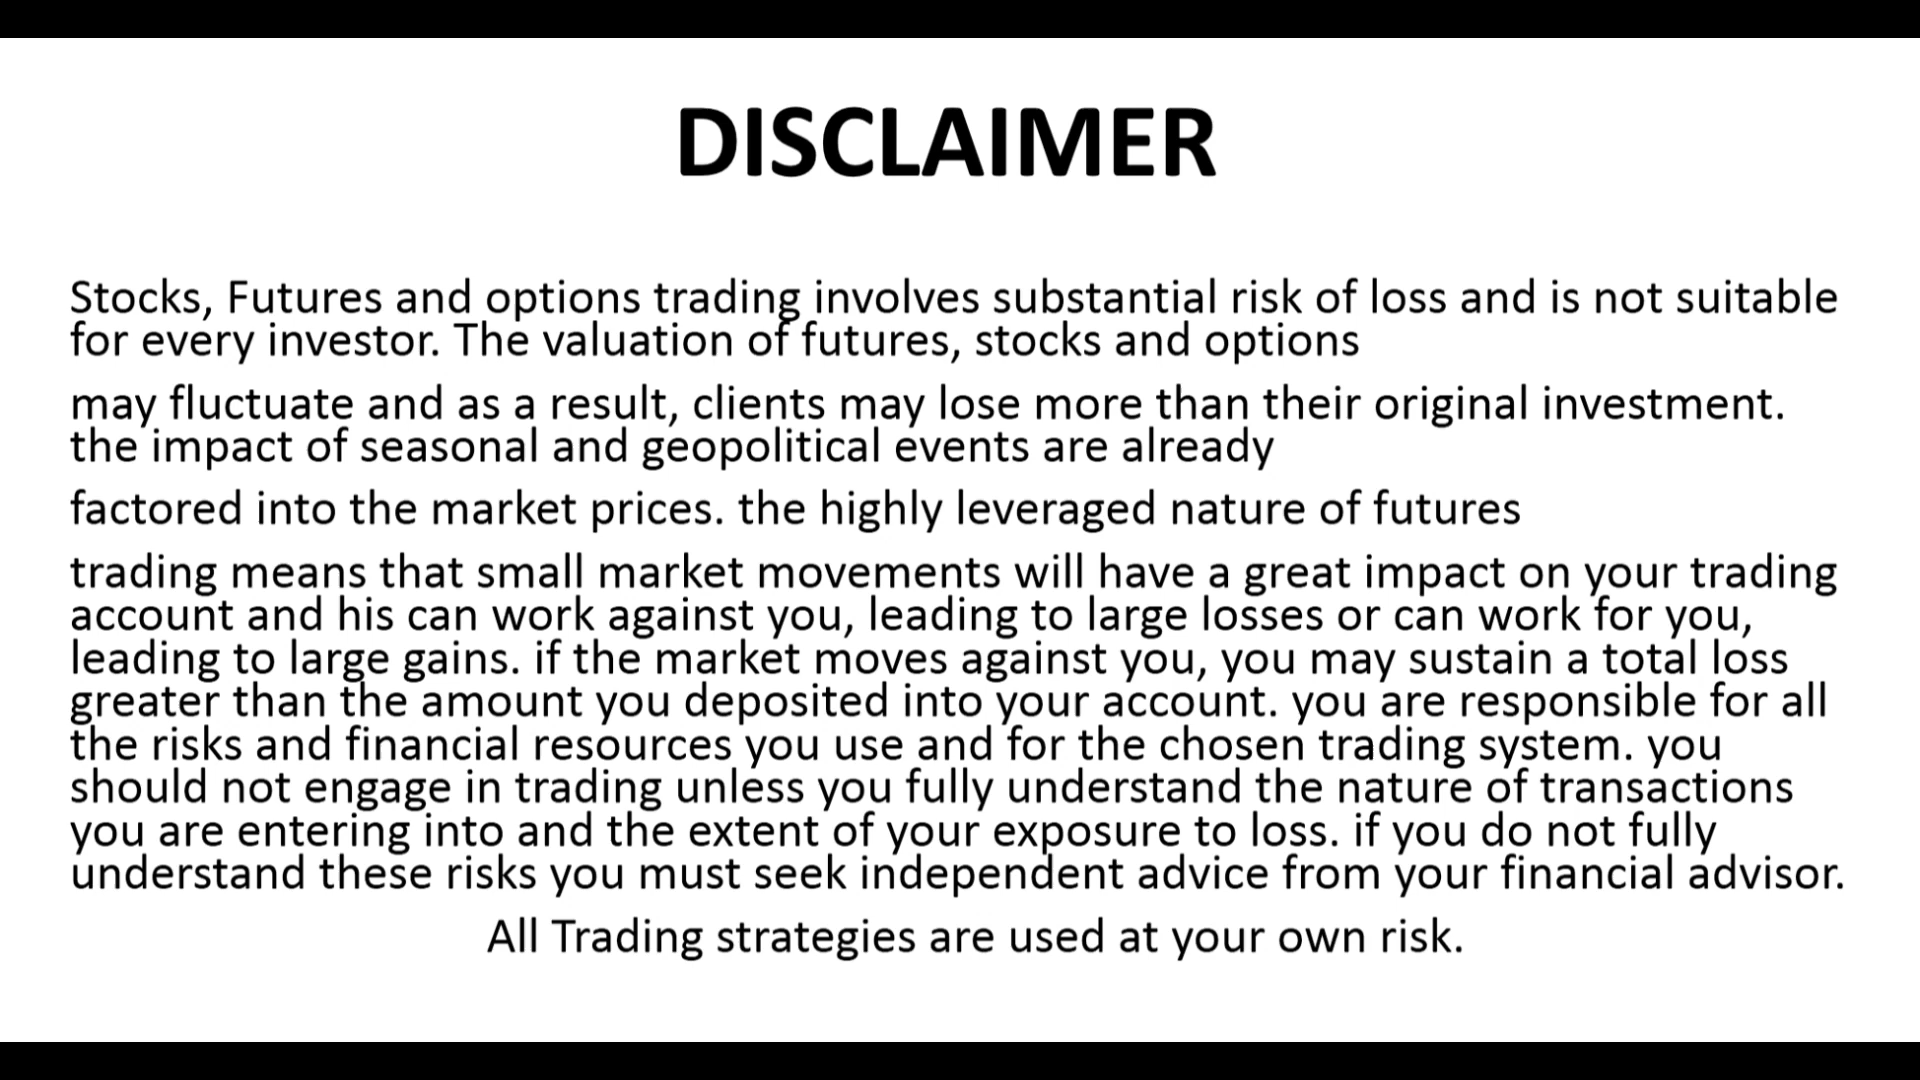 DISCLAIMER
Stocks, Futures and options trading involves substantial risk of loss and is not suitable
for every investor. The valuation of futures, stocks and options
may fluctuate and as a result, clients may lose more than their original investment.
the impact of seasonal and geopolitical events are already
factored into the market prices. the highly leveraged nature of futures
trading means that small market movements will have a great impact on your trading
account and his can work against you, leading to large losses or can work for you,
leading to large gains. if the market moves against you, you may sustain a total loss
greater than the amount you deposited into your account. you are responsible for all
the risks and financial resources you use and for the chosen trading system. you
should not engage in trading unless you fully understand the nature of transactions
you are entering into and the extent of your exposure to loss. if you do not fully
understand these risks you must seek independent advice from your financial advisor.
All Trading strategies are used at your own risk.